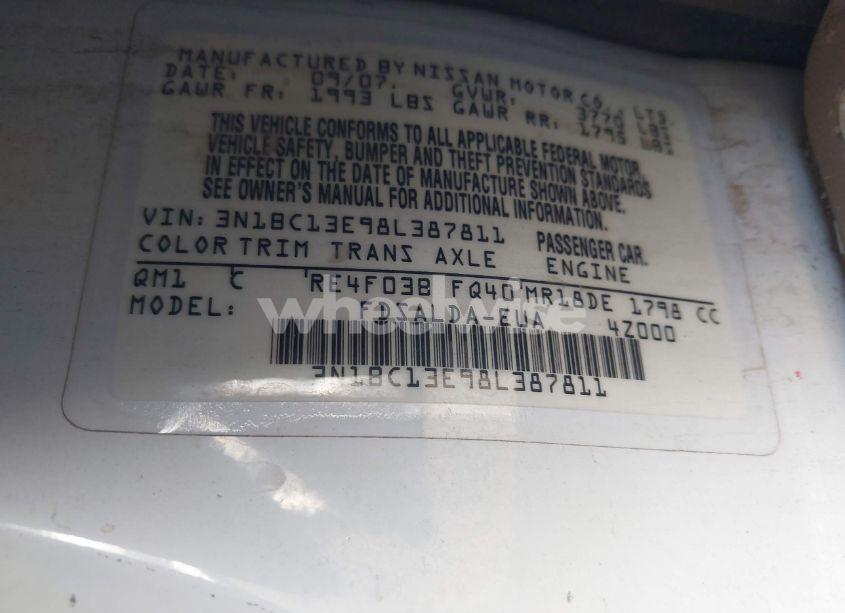 MANUFACTURED BY NISSAN MOTOR CO., LTD.
DATE: 09/07 GVWR: 3770 LBS
GAWR FR: 1993 LBS GAWR RR: 1795 LBS
THIS VEHICLE CONFORMS TO ALL APPLICABLE FEDERAL MOTOR
VEHICLE SAFETY, BUMPER AND THEFT PREVENTION STANDARDS
IN EFFECT ON THE DATE OF MANUFACTURE SHOWN ABOVE.
SEE OWNER'S MANUAL FOR ADDITIONAL INFORMATION.
VIN: 3N1BC13E98L387811 PASSENGER CAR.
COLOR TRIM TRANS AXLE ENGINE
QM1 C RE4F03B FQ40 MR18DE 1798 CC
MODEL: FDSALDA-EUA 4Z000
wheelwire
3N1BC13E98L387811